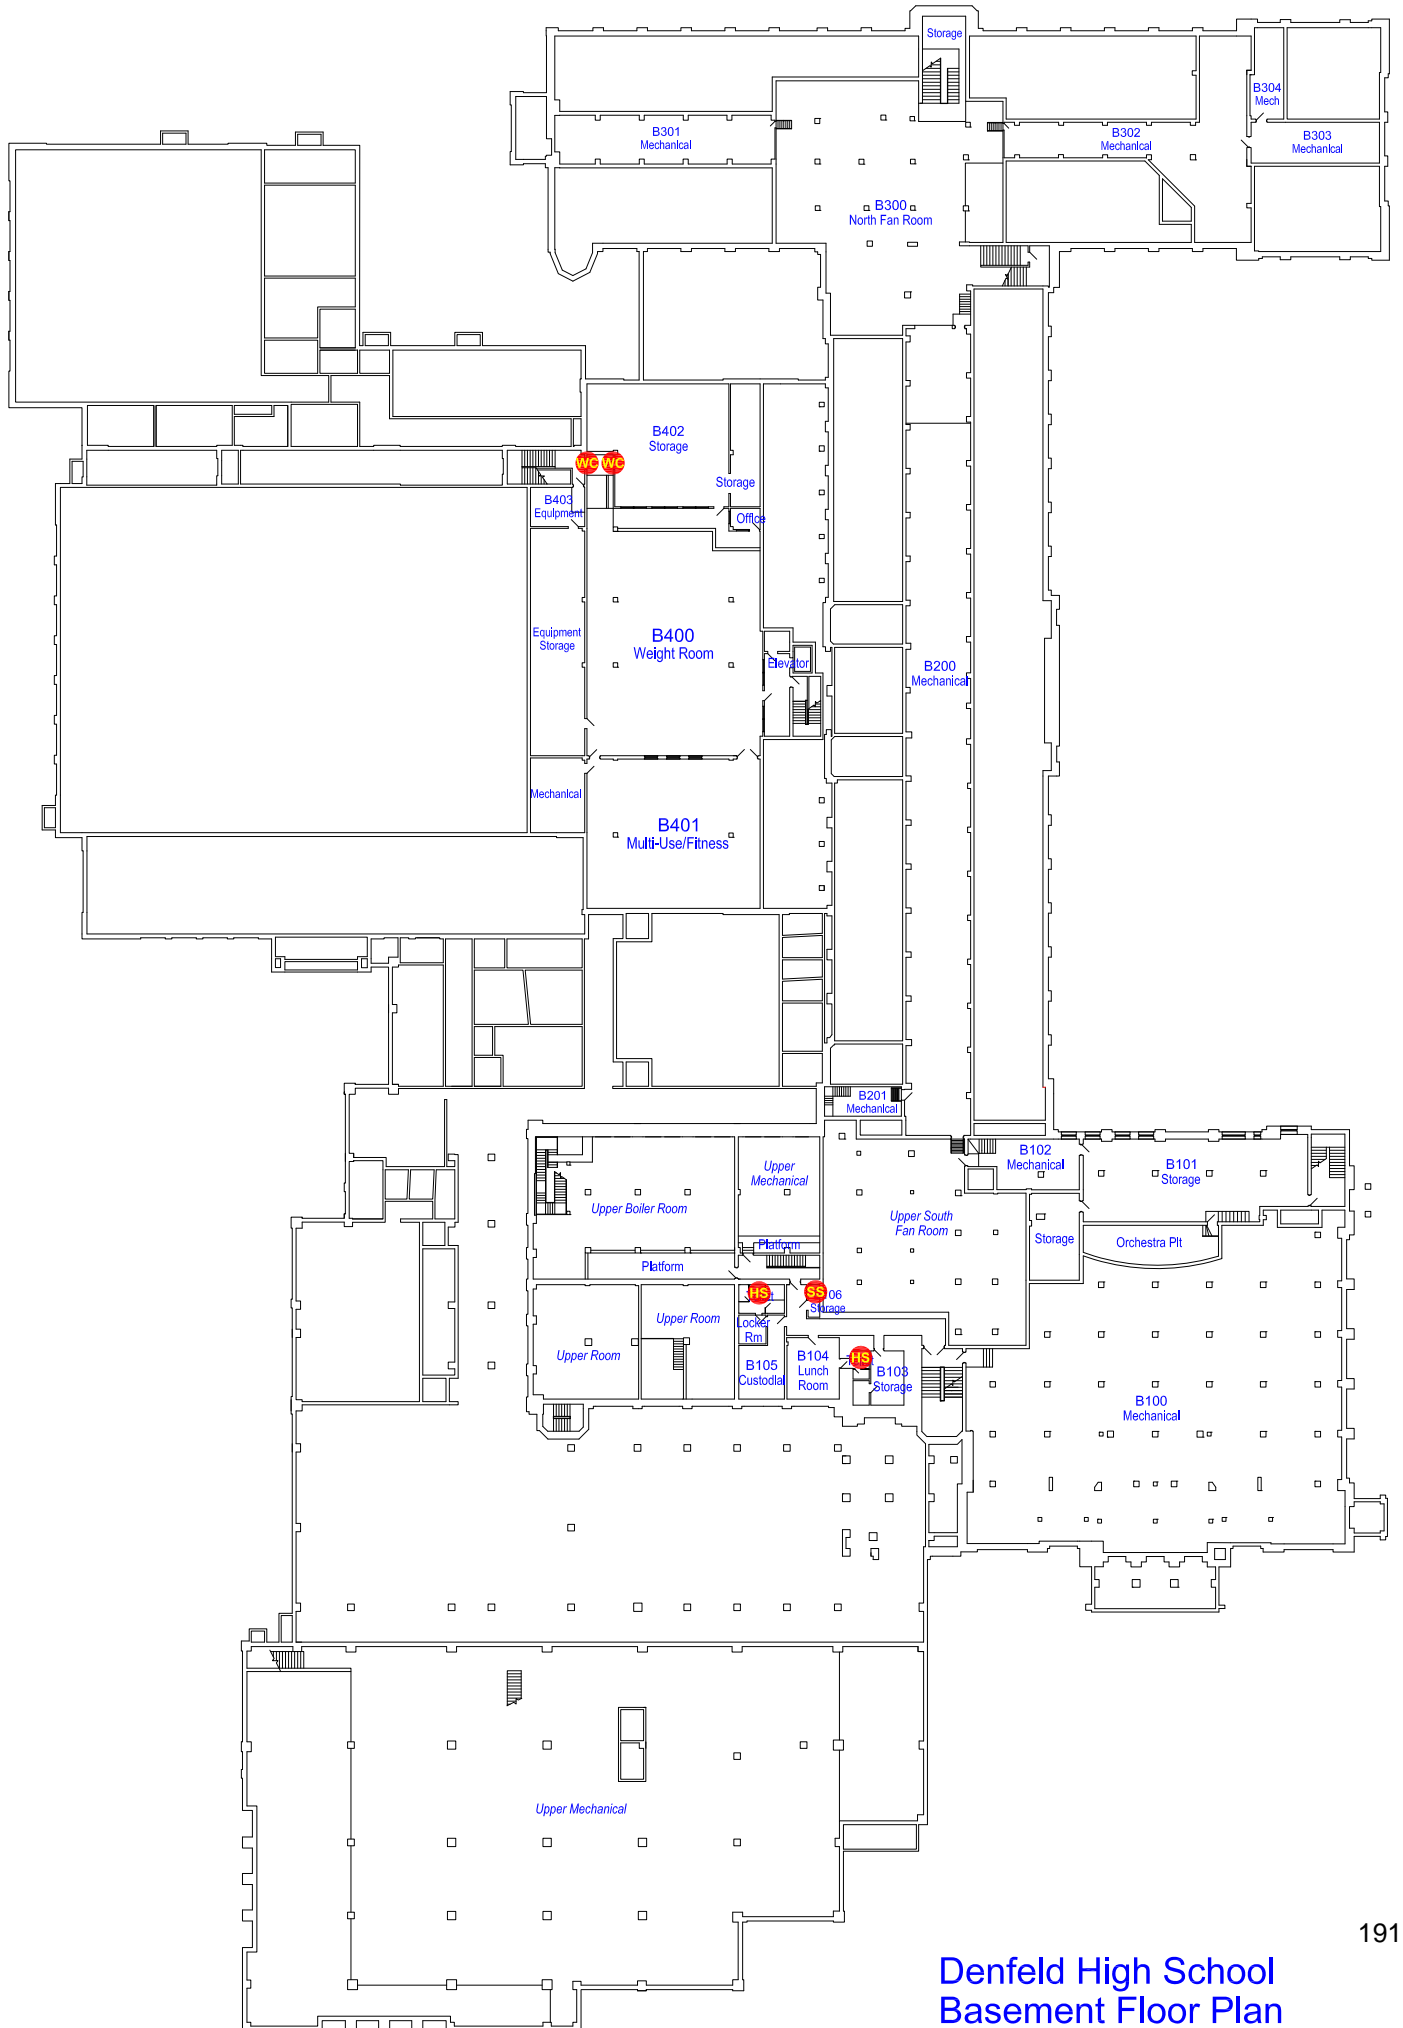 Storage
B304
Mech
B301
Mechanical
B302
Mechanical
B303
Mechanical
B300
North Fan Room
B402
Storage
WC
WC
Storage
B403
Equipment
Office
B400
Weight Room
Equipment
Storage
Elevator
B200
Mechanical
Mechanical
B401
Multi-Use/Fitness
B201
Mechanical
B102
Mechanical
B101
Storage
Upper
Mechanical
Upper Boiler Room
Upper South
Fan Room
Storage
Orchestra Plt
Platform
Platform
HS
SS
06
Storage
Upper Room
Locker
Rm
Upper Room
B105
Custodial
B104
Lunch
Room
HS
B103
Storage
B100
Mechanical
Upper Mechanical
191
Denfeld High School
Basement Floor Plan